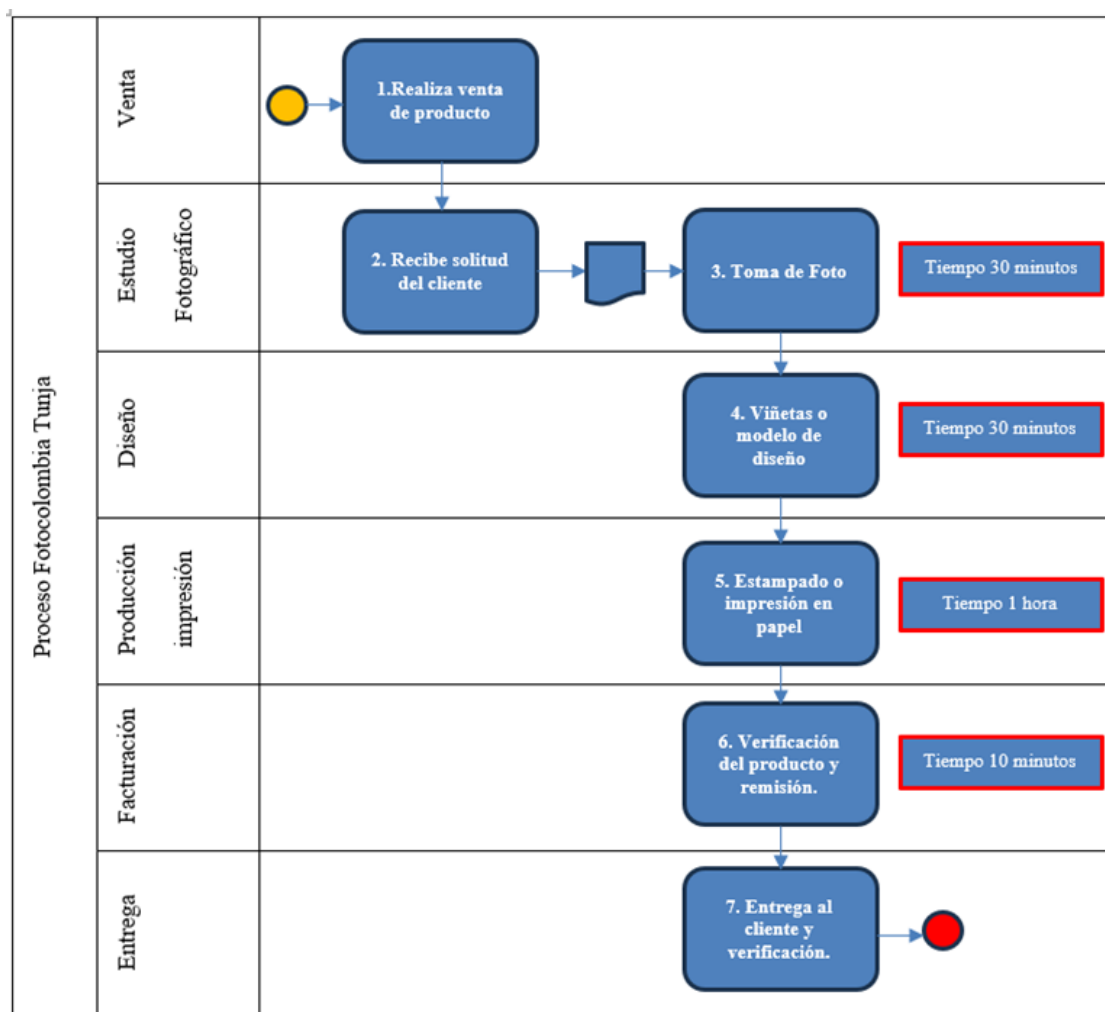 Proceso Fotocolombia Tunja
Venta
1.Realiza venta
de producto
Estudio
Fotográfico
2. Recibe solitud
del cliente
3. Toma de Foto
Tiempo 30 minutos
Diseño
4. Viñetas o
modelo de
diseño
Tiempo 30 minutos
Producción
impresión
5. Estampado o
impresión en
papel
Tiempo 1 hora
Facturación
6. Verificación
del producto y
remisión.
Tiempo 10 minutos
Entrega
7. Entrega al
cliente y
verificación.